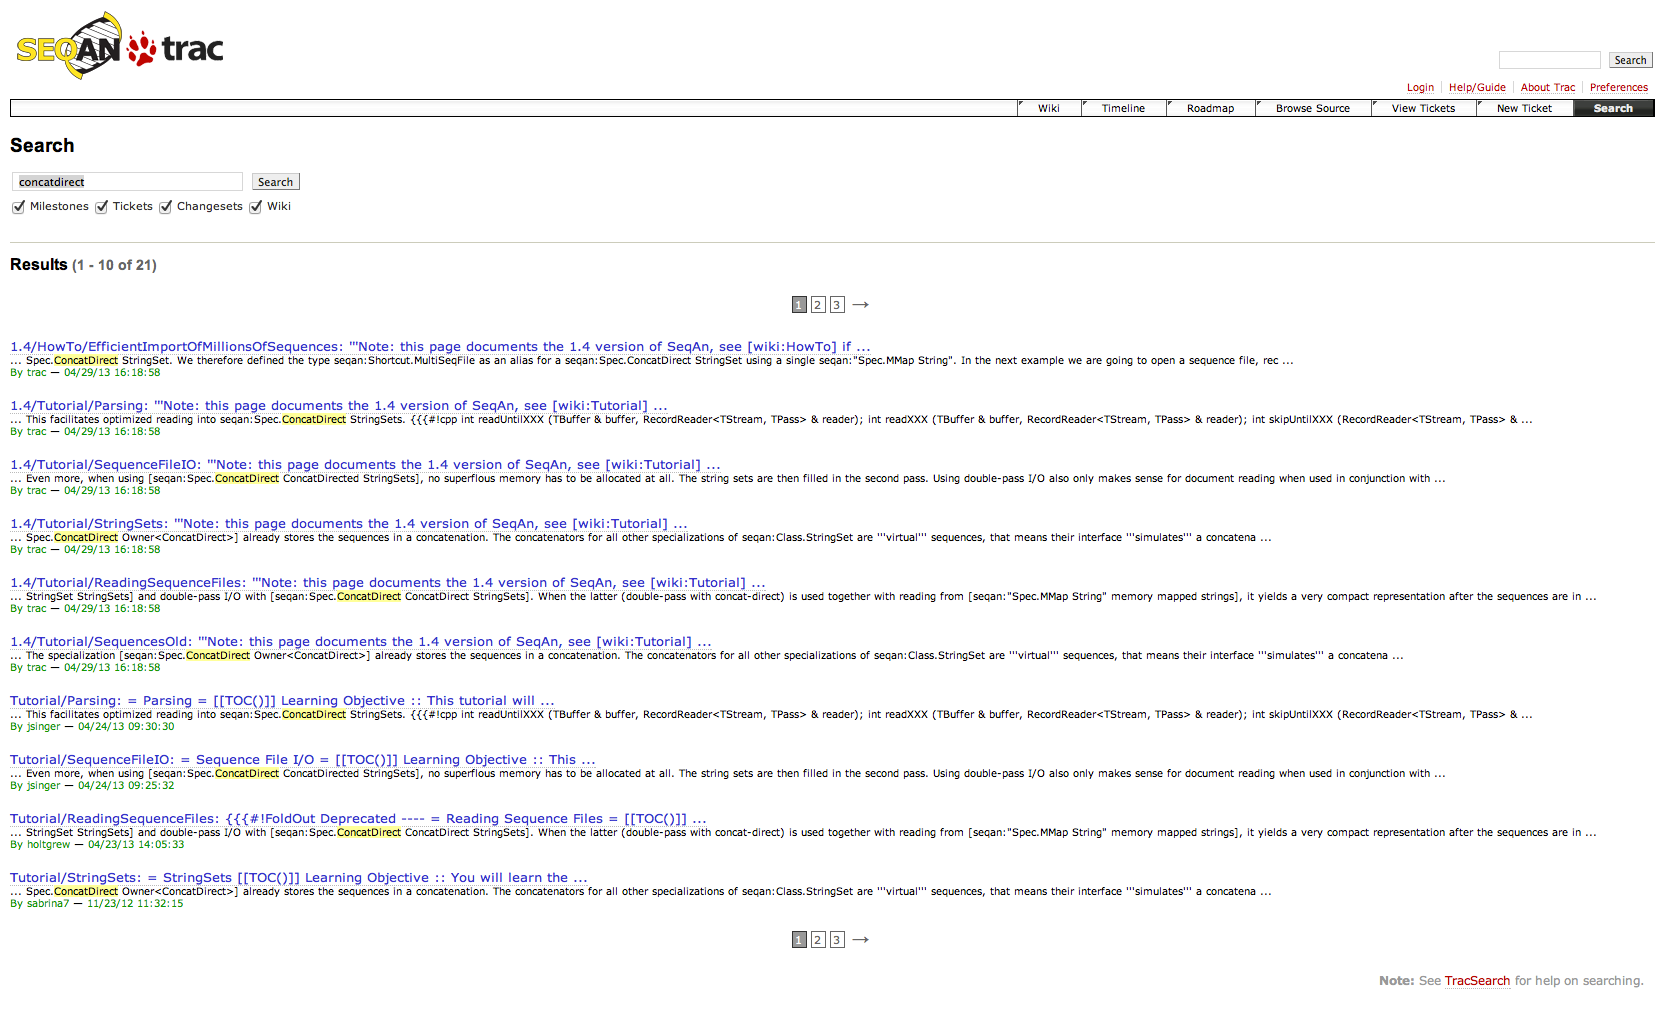 SEQAN trac
Search
Login Help/Guide About Trac Preferences
Wiki Timeline Roadmap Browse Source View Tickets New Ticket Search
Search
concatdirect Search
Milestones Tickets Changesets Wiki
Results (1 - 10 of 21)
1 2 3 →
1.4/HowTo/EfficientImportOfMillionsOfSequences: '"Note: this page documents the 1.4 version of SeqAn, see [wiki:HowTo] if ...
... Spec.ConcatDirect StringSet. We therefore defined the type seqan:Shortcut.MultiSeqFile as an alias for a seqan:Spec.ConcatDirect StringSet using a single seqan:"Spec.MMap String". In the next example we are going to open a sequence file, rec ...
By trac — 04/29/13 16:18:58
1.4/Tutorial/Parsing: '"Note: this page documents the 1.4 version of SeqAn, see [wiki:Tutorial] ...
... This facilitates optimized reading into seqan:Spec.ConcatDirect StringSets. {{{#!cpp int readUntilXXX (TBuffer & buffer, RecordReader<TStream, TPass> & reader); int readXXX (TBuffer & buffer, RecordReader<TStream, TPass> & reader); int skipUntilXXX (RecordReader<TStream, TPass> & ...
By trac — 04/29/13 16:18:58
1.4/Tutorial/SequenceFileIO: '"Note: this page documents the 1.4 version of SeqAn, see [wiki:Tutorial] ...
... Even more, when using [seqan:Spec.ConcatDirect ConcatDirected StringSets], no superflous memory has to be allocated at all. The string sets are then filled in the second pass. Using double-pass I/O also only makes sense for document reading when used in conjunction with ...
By trac — 04/29/13 16:18:58
1.4/Tutorial/StringSets: '"Note: this page documents the 1.4 version of SeqAn, see [wiki:Tutorial] ...
... Spec.ConcatDirect Owner<ConcatDirect>] already stores the sequences in a concatenation. The concatenators for all other specializations of seqan:Class.StringSet are '''virtual''' sequences, that means their interface '''simulates''' a concatena ...
By trac — 04/29/13 16:18:58
1.4/Tutorial/ReadingSequenceFiles: '"Note: this page documents the 1.4 version of SeqAn, see [wiki:Tutorial] ...
... StringSet StringSets] and double-pass I/O with [seqan:Spec.ConcatDirect ConcatDirect StringSets]. When the latter (double-pass with concat-direct) is used together with reading from [seqan:"Spec.MMap String" memory mapped strings], it yields a very compact representation after the sequences are in ...
By trac — 04/29/13 16:18:58
1.4/Tutorial/SequencesOld: '"Note: this page documents the 1.4 version of SeqAn, see [wiki:Tutorial] ...
... The specialization [seqan:Spec.ConcatDirect Owner<ConcatDirect>] already stores the sequences in a concatenation. The concatenators for all other specializations of seqan:Class.StringSet are '''virtual''' sequences, that means their interface '''simulates''' a concatena ...
By trac — 04/29/13 16:18:58
Tutorial/Parsing: = Parsing = [[TOC()]] Learning Objective :: This tutorial will ...
... This facilitates optimized reading into seqan:Spec.ConcatDirect StringSets. {{{#!cpp int readUntilXXX (TBuffer & buffer, RecordReader<TStream, TPass> & reader); int readXXX (TBuffer & buffer, RecordReader<TStream, TPass> & reader); int skipUntilXXX (RecordReader<TStream, TPass> & ...
By jsinger — 04/24/13 09:30:30
Tutorial/SequenceFileIO: = Sequence File I/O = [[TOC()]] Learning Objective :: This ...
... Even more, when using [seqan:Spec.ConcatDirect ConcatDirected StringSets], no superflous memory has to be allocated at all. The string sets are then filled in the second pass. Using double-pass I/O also only makes sense for document reading when used in conjunction with ...
By jsinger — 04/24/13 09:25:32
Tutorial/ReadingSequenceFiles: {{{#!FoldOut Deprecated ---- = Reading Sequence Files = [[TOC()]] ...
... StringSet StringSets] and double-pass I/O with [seqan:Spec.ConcatDirect ConcatDirect StringSets]. When the latter (double-pass with concat-direct) is used together with reading from [seqan:"Spec.MMap String" memory mapped strings], it yields a very compact representation after the sequences are in ...
By holtgrew — 04/23/13 14:05:33
Tutorial/StringSets: = StringSets [[TOC()]] Learning Objective :: You will learn the ...
... Spec.ConcatDirect Owner<ConcatDirect>] already stores the sequences in a concatenation. The concatenators for all other specializations of seqan:Class.StringSet are '''virtual''' sequences, that means their interface '''simulates''' a concatena ...
By sabrina7 — 11/23/12 11:32:15
1 2 3 →
Note: See TracSearch for help on searching.